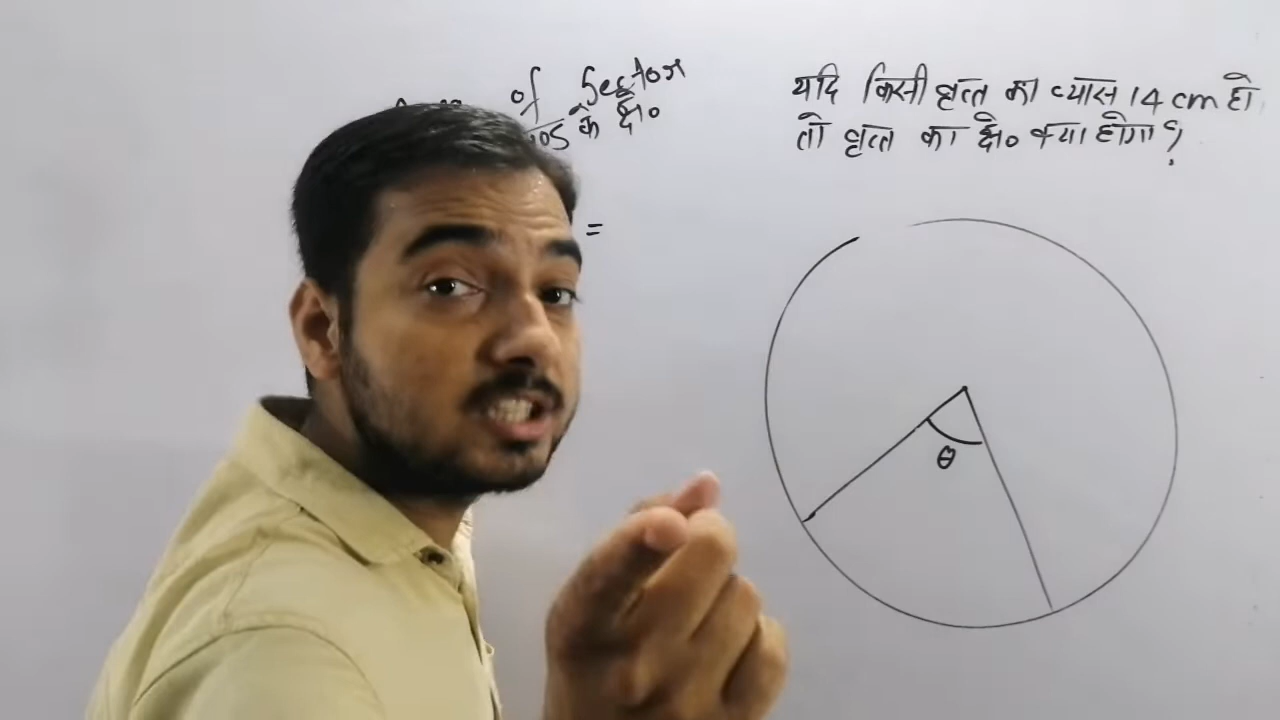 of Sector
के क्षे०
=
यदि किसी वृत्त का व्यास 14 cm हो
तो वृत्त का क्षे० क्या होगा?
θ